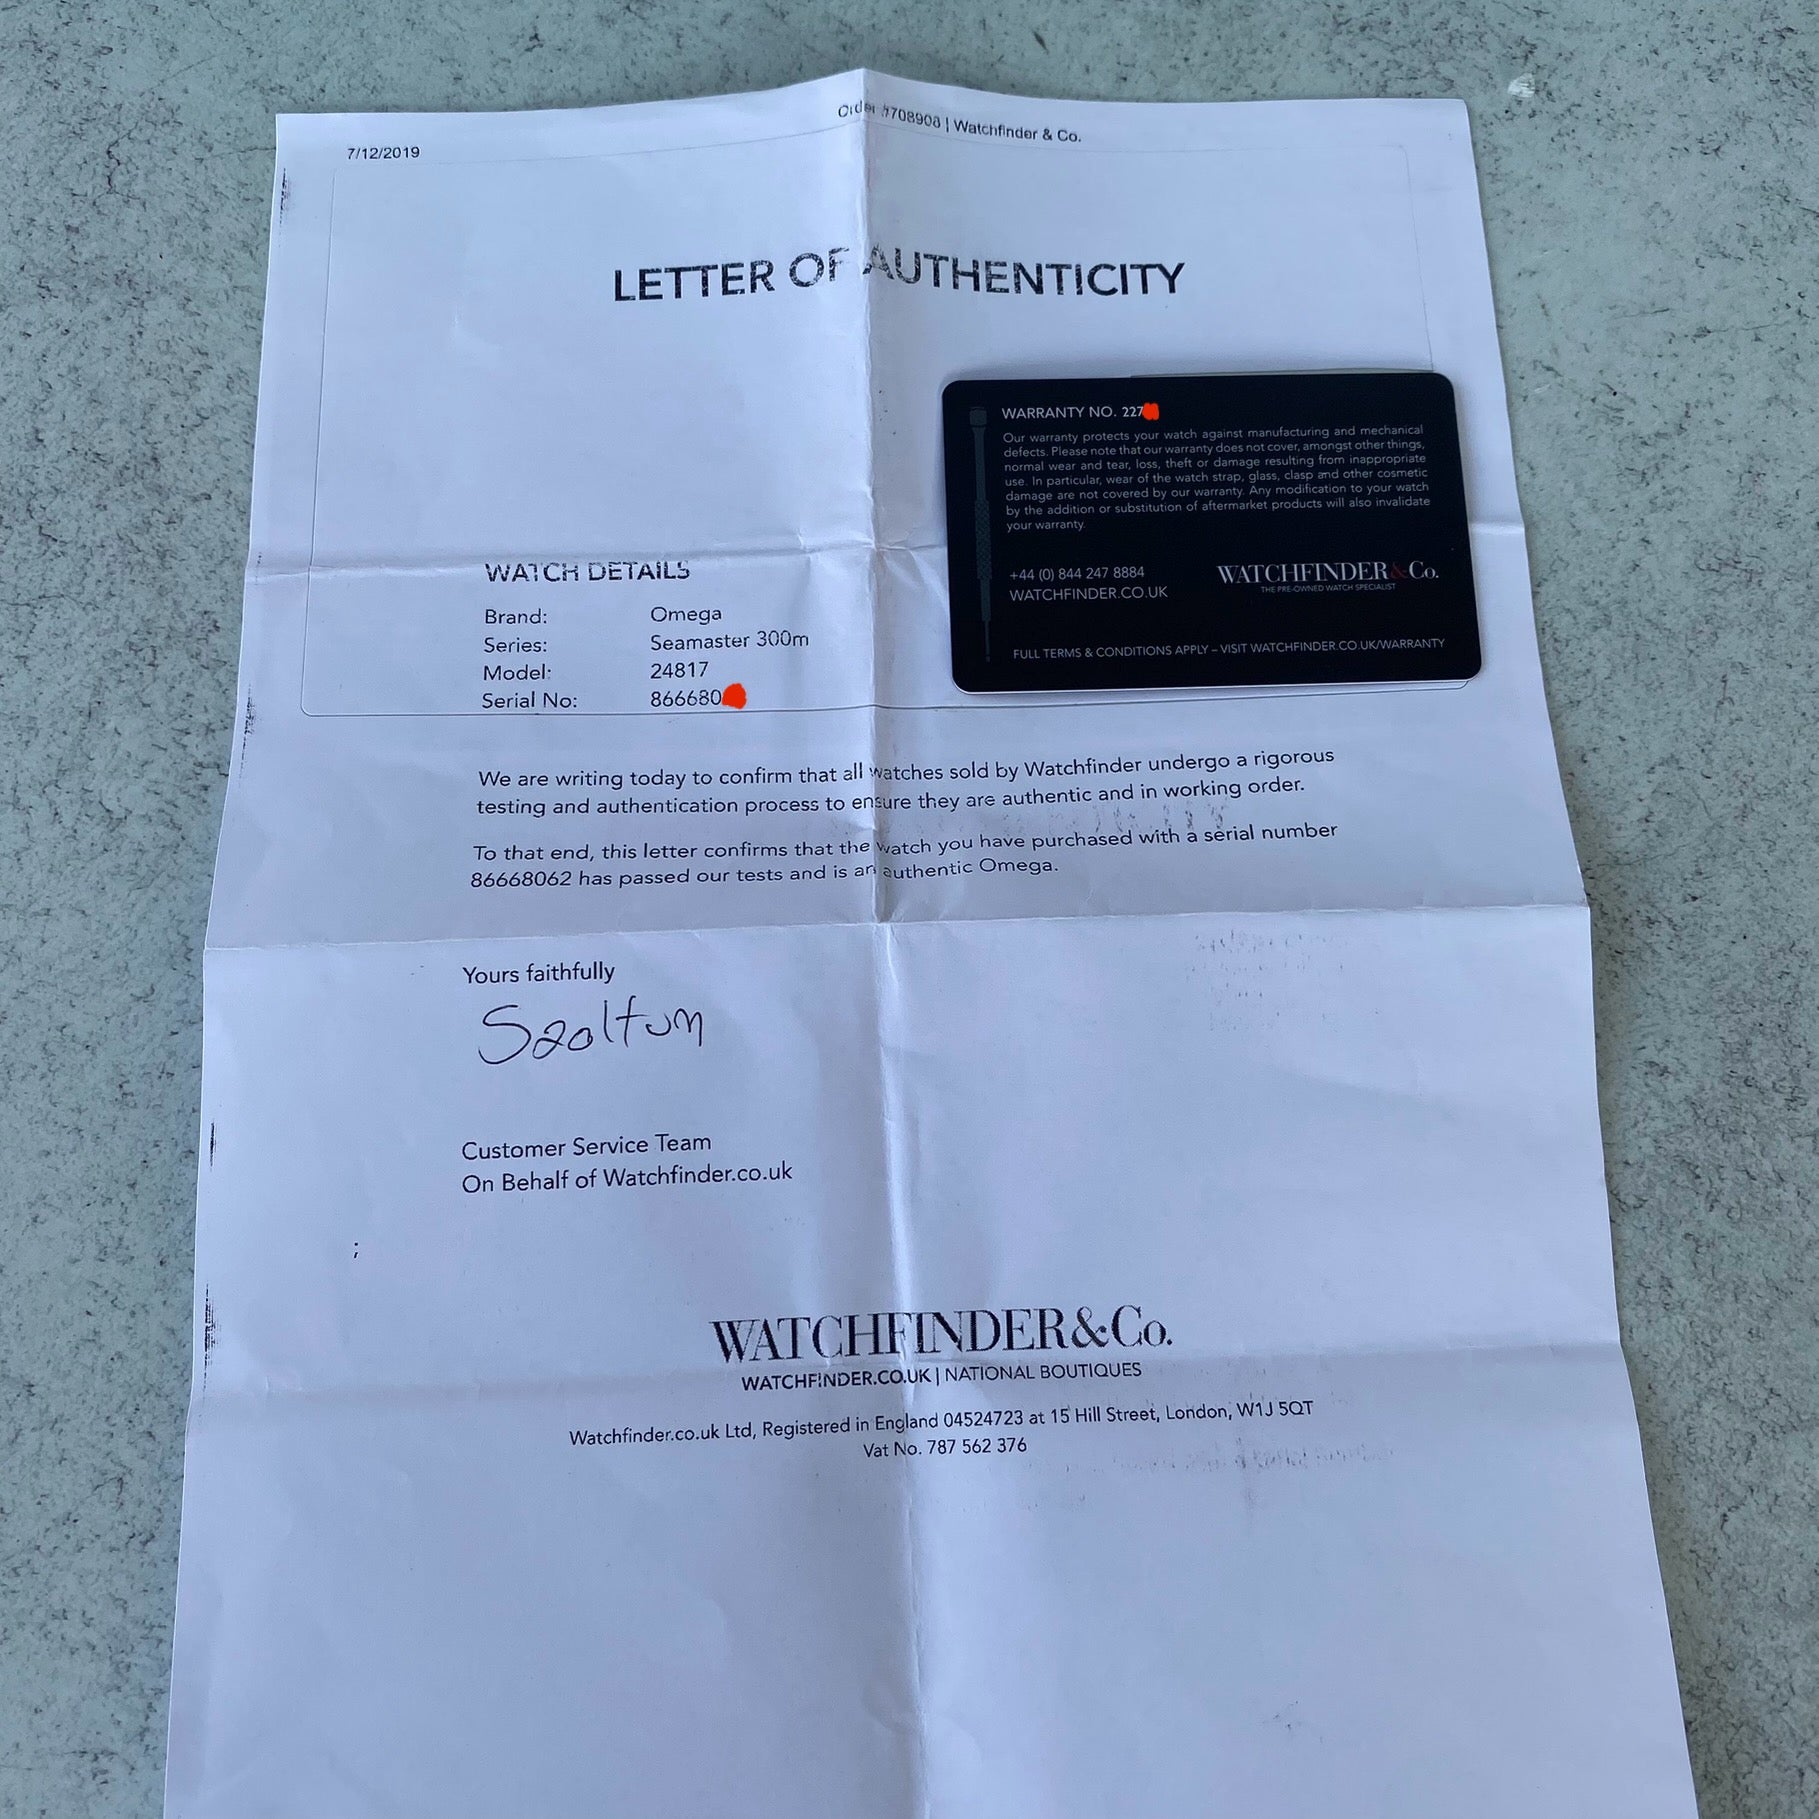 7/12/2019
Order #708908 | Watchfinder & Co.
LETTER OF AUTHENTICITY
WARRANTY NO. 227
Our warranty protects your watch against manufacturing and mechanical
defects. Please note that our warranty does not cover, amongst other things,
normal wear and tear, loss, theft or damage resulting from inappropriate
use. In particular, wear of the watch strap, glass, clasp and other cosmetic
damage are not covered by our warranty. Any modification to your watch
by the addition or substitution of aftermarket products will also invalidate
your warranty.
+44 (0) 844 247 8884
WATCHFINDER.CO.UK
WATCHFINDER&Co.
THE PRE-OWNED WATCH SPECIALIST
FULL TERMS & CONDITIONS APPLY – VISIT WATCHFINDER.CO.UK/WARRANTY
WATCH DETAILS
Brand: Omega
Series: Seamaster 300m
Model: 24817
Serial No: 866680
We are writing today to confirm that all watches sold by Watchfinder undergo a rigorous
testing and authentication process to ensure they are authentic and in working order.
To that end, this letter confirms that the watch you have purchased with a serial number
86668062 has passed our tests and is an authentic Omega.
Yours faithfully
Customer Service Team
On Behalf of Watchfinder.co.uk
;
WATCHFINDER&Co.
WATCHFINDER.CO.UK | NATIONAL BOUTIQUES
Watchfinder.co.uk Ltd, Registered in England 04524723 at 15 Hill Street, London, W1J 5QT
Vat No. 787 562 376